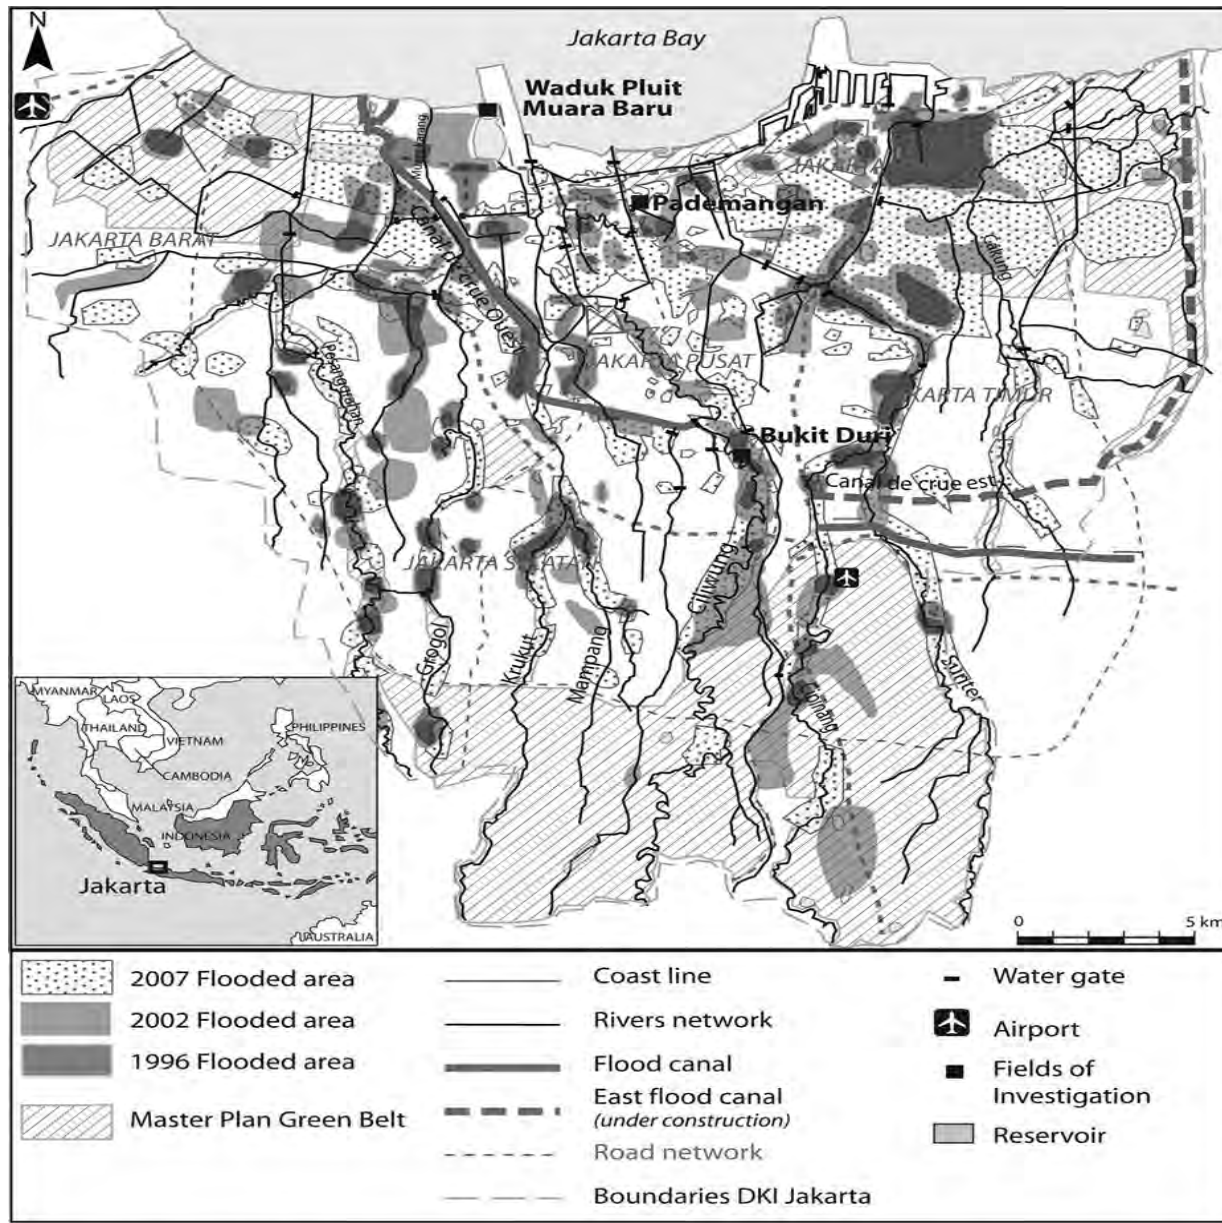 N
Jakarta Bay
Waduk Pluit
Muara Baru
Pademangan
JAKARTA BARAT
Cakung
Canal de crue Ouest
JAKARTA PUSAT
Pesanggrahan
Bukit Duri
Canal de crue est
Ciliwung
Grogol
Krukut
Mampang
Cipinang
Sunter
MYANMAR
LAOS
THAILAND
VIETNAM
PHILIPPINES
CAMBODIA
MALAYSIA
INDONESIA
Jakarta
AUSTRALIA
0 5 km
2007 Flooded area
2002 Flooded area
1996 Flooded area
Master Plan Green Belt
Coast line
Rivers network
Flood canal
East flood canal
(under construction)
Road network
Boundaries DKI Jakarta
Water gate
Airport
Fields of
Investigation
Reservoir